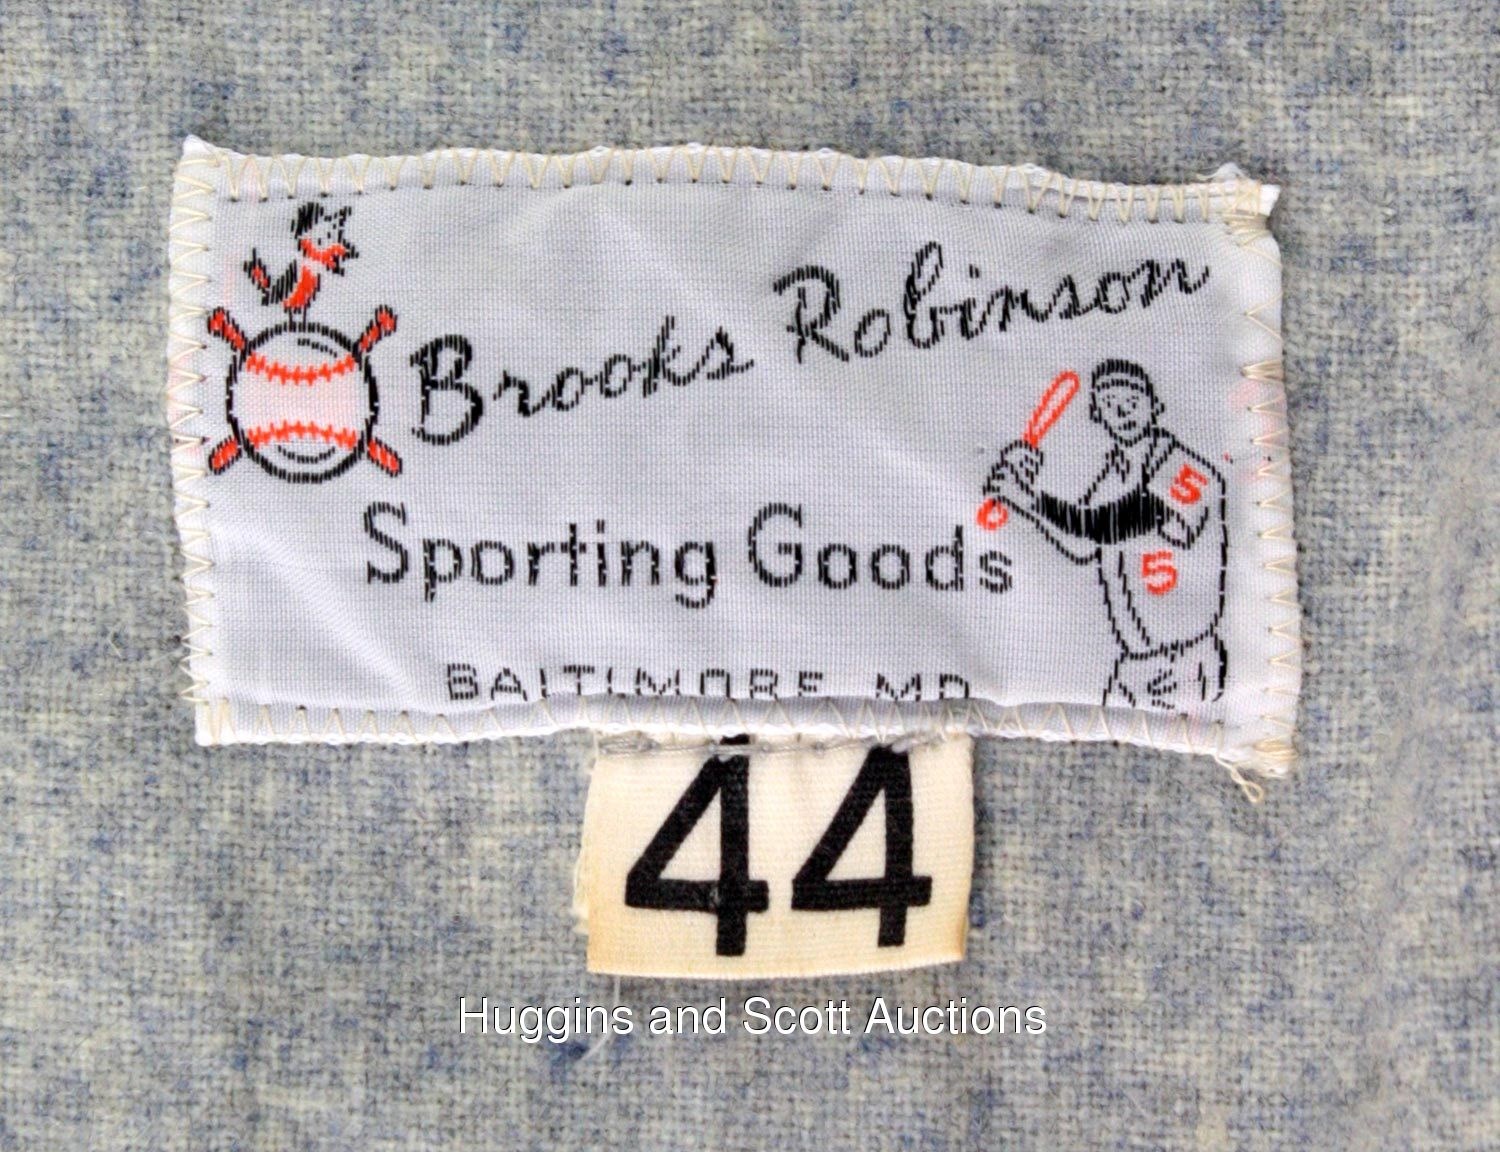 Brooks Robinson
Sporting Goods
BALTIMORE, MD.
5
5
44
Huggins and Scott Auctions